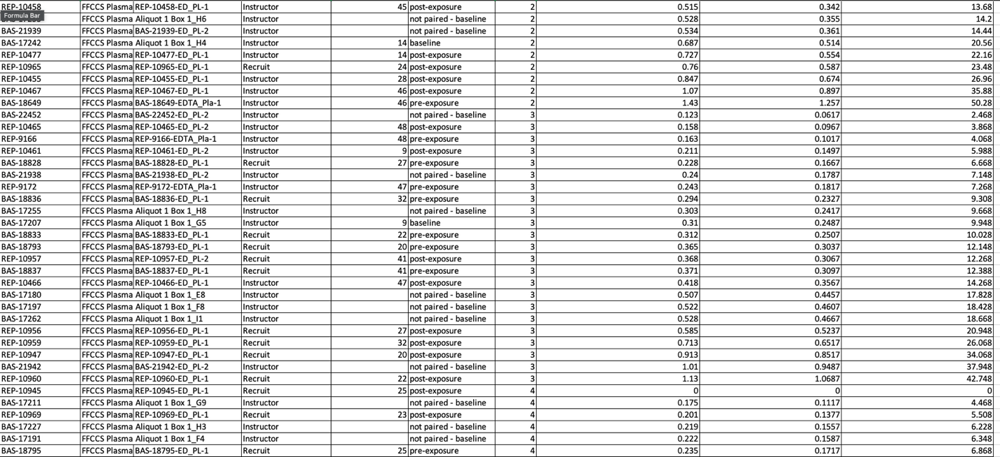 REP-10458 FFCCS Plasma REP-10458-ED_PL-1 Instructor 45 post-exposure 2 0.515 0.342 13.68
Formula Bar
FFCCS Plasma Aliquot 1 Box 1_H6 Instructor not paired - baseline 2 0.528 0.355 14.2
BAS-21939 FFCCS Plasma BAS-21939-ED_PL-2 Instructor not paired - baseline 2 0.534 0.361 14.44
BAS-17242 FFCCS Plasma Aliquot 1 Box 1_H4 Instructor 14 baseline 2 0.687 0.514 20.56
REP-10477 FFCCS Plasma REP-10477-ED_PL-1 Instructor 14 post-exposure 2 0.727 0.554 22.16
REP-10965 FFCCS Plasma REP-10965-ED_PL-1 Recruit 24 post-exposure 2 0.76 0.587 23.48
REP-10455 FFCCS Plasma REP-10455-ED_PL-1 Instructor 28 post-exposure 2 0.847 0.674 26.96
REP-10467 FFCCS Plasma REP-10467-ED_PL-1 Instructor 46 post-exposure 2 1.07 0.897 35.88
BAS-18649 FFCCS Plasma BAS-18649-EDTA_Pla-1 Instructor 46 pre-exposure 2 1.43 1.257 50.28
BAS-22452 FFCCS Plasma BAS-22452-ED_PL-2 Instructor not paired - baseline 3 0.123 0.0617 2.468
REP-10465 FFCCS Plasma REP-10465-ED_PL-2 Instructor 48 post-exposure 3 0.158 0.0967 3.868
REP-9166 FFCCS Plasma REP-9166-EDTA_Pla-1 Instructor 48 pre-exposure 3 0.163 0.1017 4.068
REP-10461 FFCCS Plasma REP-10461-ED_PL-2 Instructor 9 post-exposure 3 0.211 0.1497 5.988
BAS-18828 FFCCS Plasma BAS-18828-ED_PL-1 Recruit 27 pre-exposure 3 0.228 0.1667 6.668
BAS-21938 FFCCS Plasma BAS-21938-ED_PL-2 Instructor not paired - baseline 3 0.24 0.1787 7.148
REP-9172 FFCCS Plasma REP-9172-EDTA_Pla-1 Instructor 47 pre-exposure 3 0.243 0.1817 7.268
BAS-18836 FFCCS Plasma BAS-18836-ED_PL-1 Recruit 32 pre-exposure 3 0.294 0.2327 9.308
BAS-17255 FFCCS Plasma Aliquot 1 Box 1_H8 Instructor not paired - baseline 3 0.303 0.2417 9.668
BAS-17207 FFCCS Plasma Aliquot 1 Box 1_G5 Instructor 9 baseline 3 0.31 0.2487 9.948
BAS-18833 FFCCS Plasma BAS-18833-ED_PL-1 Recruit 22 pre-exposure 3 0.312 0.2507 10.028
BAS-18793 FFCCS Plasma BAS-18793-ED_PL-1 Recruit 20 pre-exposure 3 0.365 0.3037 12.148
REP-10957 FFCCS Plasma REP-10957-ED_PL-2 Recruit 41 post-exposure 3 0.368 0.3067 12.268
BAS-18837 FFCCS Plasma BAS-18837-ED_PL-1 Recruit 41 pre-exposure 3 0.371 0.3097 12.388
REP-10466 FFCCS Plasma REP-10466-ED_PL-1 Instructor 47 post-exposure 3 0.418 0.3567 14.268
BAS-17180 FFCCS Plasma Aliquot 1 Box 1_E8 Instructor not paired - baseline 3 0.507 0.4457 17.828
BAS-17197 FFCCS Plasma Aliquot 1 Box 1_F8 Instructor not paired - baseline 3 0.522 0.4607 18.428
BAS-17262 FFCCS Plasma Aliquot 1 Box 1_I1 Instructor not paired - baseline 3 0.528 0.4667 18.668
REP-10956 FFCCS Plasma REP-10956-ED_PL-1 Recruit 27 post-exposure 3 0.585 0.5237 20.948
REP-10959 FFCCS Plasma REP-10959-ED_PL-1 Recruit 32 post-exposure 3 0.713 0.6517 26.068
REP-10947 FFCCS Plasma REP-10947-ED_PL-1 Recruit 20 post-exposure 3 0.913 0.8517 34.068
BAS-21942 FFCCS Plasma BAS-21942-ED_PL-2 Instructor not paired - baseline 3 1.01 0.9487 37.948
REP-10960 FFCCS Plasma REP-10960-ED_PL-1 Recruit 22 post-exposure 3 1.13 1.0687 42.748
REP-10945 FFCCS Plasma REP-10945-ED_PL-1 Recruit 25 post-exposure 4 0 0 0
BAS-17211 FFCCS Plasma Aliquot 1 Box 1_G9 Instructor not paired - baseline 4 0.175 0.1117 4.468
REP-10969 FFCCS Plasma REP-10969-ED_PL-1 Recruit 23 post-exposure 4 0.201 0.1377 5.508
BAS-17227 FFCCS Plasma Aliquot 1 Box 1_H3 Instructor not paired - baseline 4 0.219 0.1557 6.228
BAS-17191 FFCCS Plasma Aliquot 1 Box 1_F4 Instructor not paired - baseline 4 0.222 0.1587 6.348
BAS-18795 FFCCS Plasma BAS-18795-ED_PL-1 Recruit 25 pre-exposure 4 0.235 0.1717 6.868